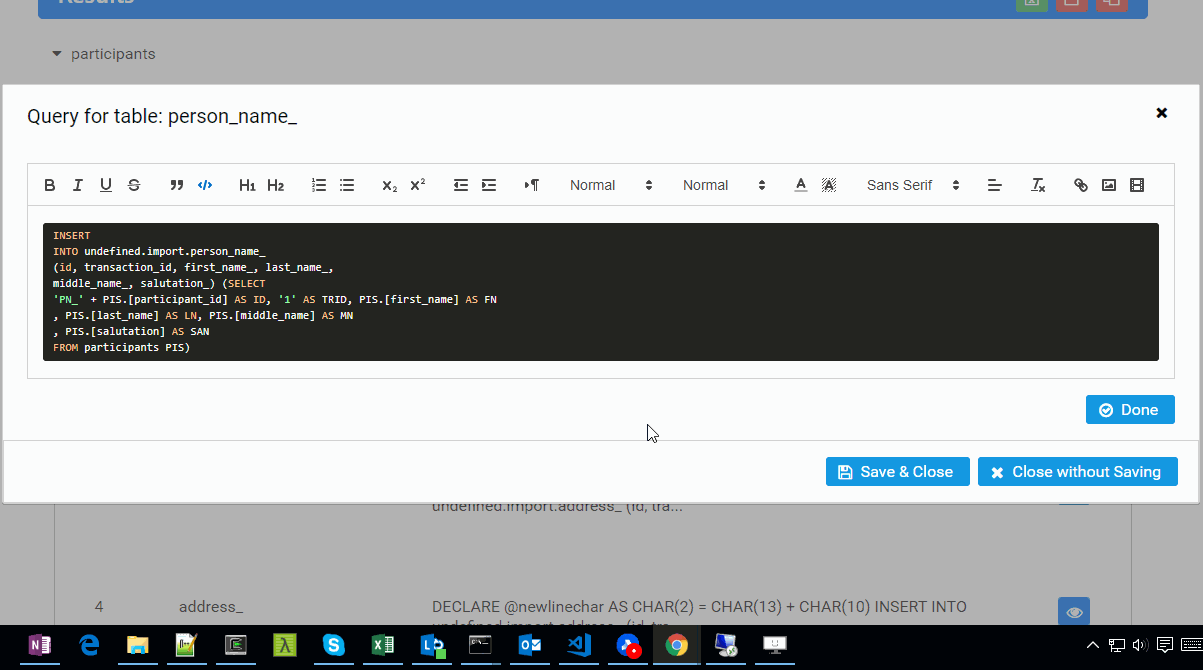 Results
participants
Query for table: person_name_
B I U S H1 H2 X2 X2 Normal Normal A A Sans Serif Tx
INSERT
INTO undefined.import.person_name_
(id, transaction_id, first_name_, last_name_,
middle_name_, salutation_) (SELECT
'PN_' + PIS.[participant_id] AS ID, '1' AS TRID, PIS.[first_name] AS FN
, PIS.[last_name] AS LN, PIS.[middle_name] AS MN
, PIS.[salutation] AS SAN
FROM participants PIS)
Done
Save & Close Close without Saving
undefined.import.address_ (id, tra...
4 address_ DECLARE @newlinechar AS CHAR(2) = CHAR(13) + CHAR(10) INSERT INTO
undefined.import.address_ (id, tra...